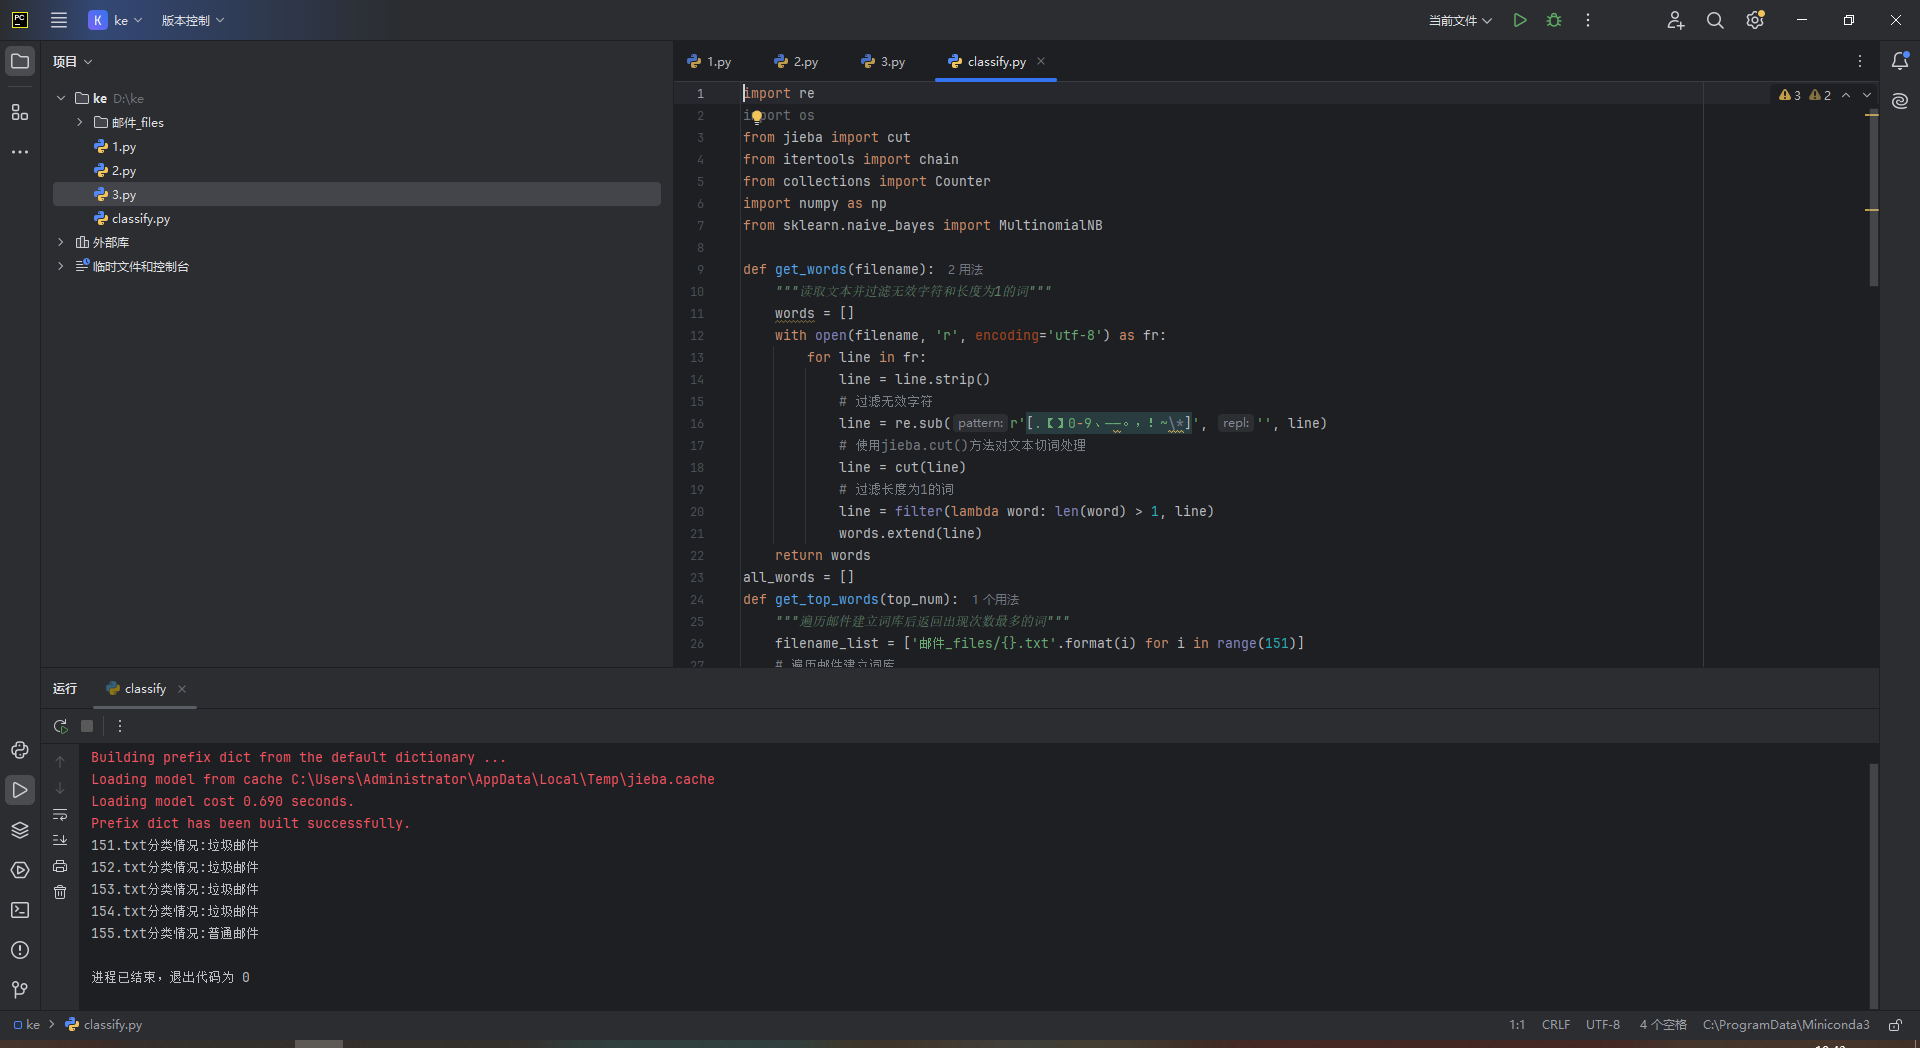 PC K ke 版本控制 当前文件
项目
ke D:\ke
邮件_files
1.py
2.py
3.py
classify.py
外部库
临时文件和控制台
1.py 2.py 3.py classify.py
3 2
1 import re
2 import os
3 from jieba import cut
4 from itertools import chain
5 from collections import Counter
6 import numpy as np
7 from sklearn.naive_bayes import MultinomialNB
8
9 def get_words(filename): 2 用法
10 """读取文本并过滤无效字符和长度为1的词"""
11 words = []
12 with open(filename, 'r', encoding='utf-8') as fr:
13 for line in fr:
14 line = line.strip()
15 # 过滤无效字符
16 line = re.sub( pattern: r'[.【】0-9、——。，！~\*]', repl: '', line)
17 # 使用jieba.cut()方法对文本切词处理
18 line = cut(line)
19 # 过滤长度为1的词
20 line = filter(lambda word: len(word) > 1, line)
21 words.extend(line)
22 return words
23 all_words = []
24 def get_top_words(top_num): 1 个用法
25 """遍历邮件建立词库后返回出现次数最多的词"""
26 filename_list = ['邮件_files/{}.txt'.format(i) for i in range(151)]
27 # 遍历邮件建立词库
运行 classify
Building prefix dict from the default dictionary ...
Loading model from cache C:\Users\Administrator\AppData\Local\Temp\jieba.cache
Loading model cost 0.690 seconds.
Prefix dict has been built successfully.
151.txt分类情况:垃圾邮件
152.txt分类情况:垃圾邮件
153.txt分类情况:垃圾邮件
154.txt分类情况:垃圾邮件
155.txt分类情况:普通邮件
进程已结束，退出代码为 0
ke classify.py 1:1 CRLF UTF-8 4 个空格 C:\ProgramData\Miniconda3